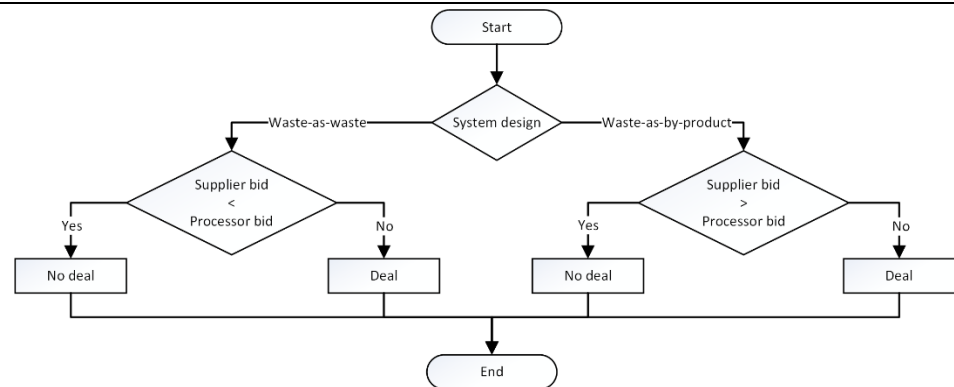 Start
System design
Waste-as-waste
Waste-as-by-product
Supplier bid
<
Processor bid
Supplier bid
>
Processor bid
Yes
No
Yes
No
No deal
Deal
No deal
Deal
End